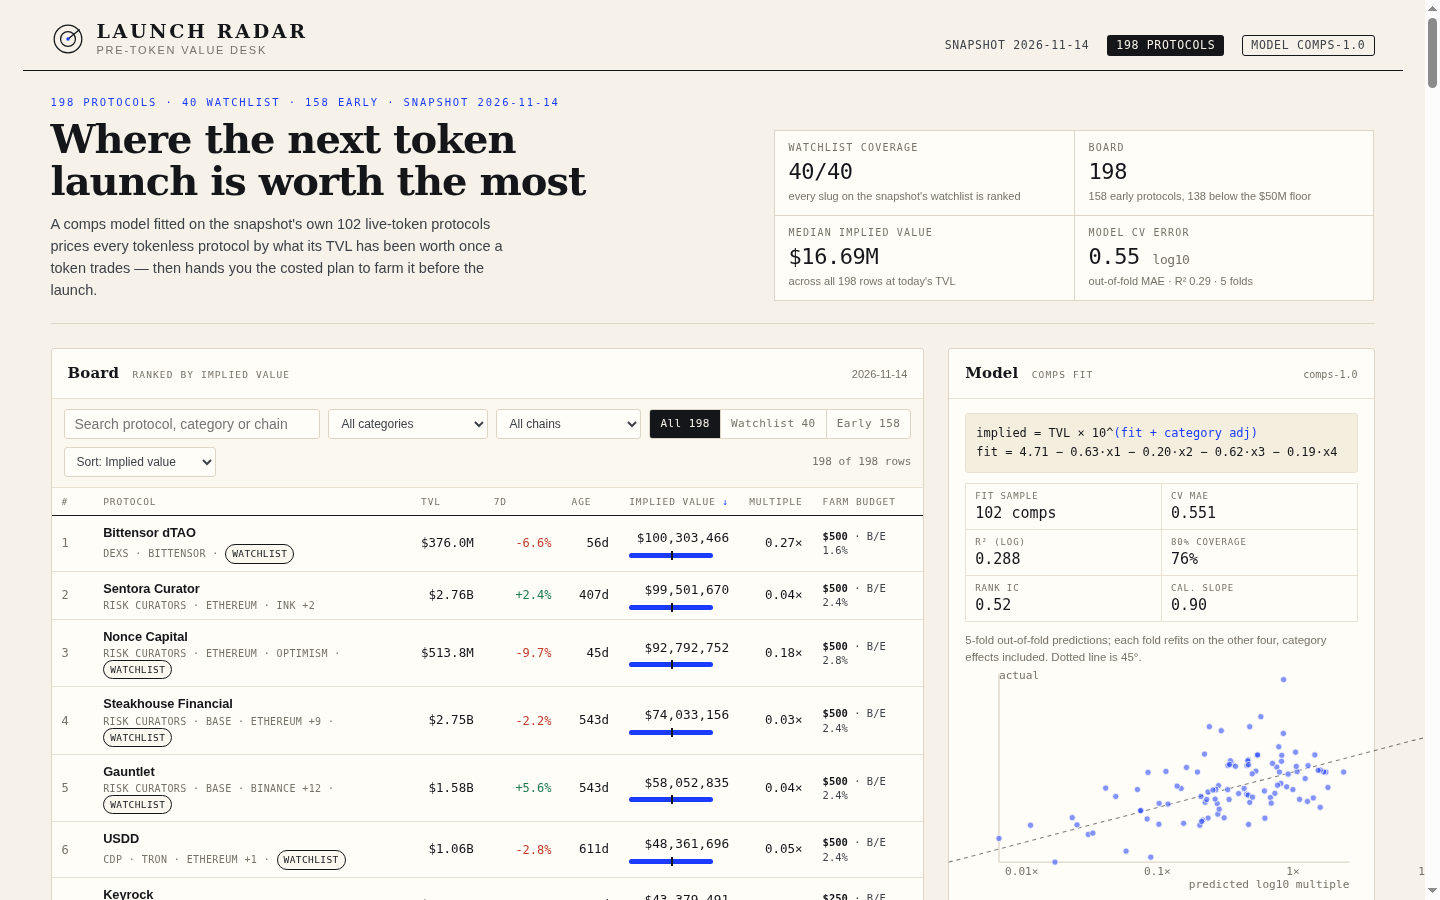 LAUNCH RADAR
PRE-TOKEN VALUE DESK
SNAPSHOT 2026-11-14
198 PROTOCOLS
MODEL COMPS-1.0
198 PROTOCOLS · 40 WATCHLIST · 158 EARLY · SNAPSHOT 2026-11-14
Where the next token
launch is worth the most
A comps model fitted on the snapshot's own 102 live-token protocols
prices every tokenless protocol by what its TVL has been worth once a
token trades — then hands you the costed plan to farm it before the
launch.
WATCHLIST COVERAGE
40/40
every slug on the snapshot's watchlist is ranked
BOARD
198
158 early protocols, 138 below the $50M floor
MEDIAN IMPLIED VALUE
$16.69M
across all 198 rows at today's TVL
MODEL CV ERROR
0.55 log10
out-of-fold MAE · R² 0.29 · 5 folds
Board RANKED BY IMPLIED VALUE 2026-11-14
Search protocol, category or chain
All categories
All chains
All 198
Watchlist 40
Early 158
Sort: Implied value
198 of 198 rows
# PROTOCOL TVL 7D AGE IMPLIED VALUE ↓ MULTIPLE FARM BUDGET
1 Bittensor dTAO $376.0M -6.6% 56d $100,303,466 0.27× $500 · B/E
DEXS · BITTENSOR · WATCHLIST 1.6%
2 Sentora Curator $2.76B +2.4% 407d $99,501,670 0.04× $500 · B/E
RISK CURATORS · ETHEREUM · INK +2 2.4%
3 Nonce Capital $513.8M -9.7% 45d $92,792,752 0.18× $500 · B/E
RISK CURATORS · ETHEREUM · OPTIMISM · 2.8%
WATCHLIST
4 Steakhouse Financial $2.75B -2.2% 543d $74,033,156 0.03× $500 · B/E
RISK CURATORS · BASE · ETHEREUM +9 · 2.4%
WATCHLIST
5 Gauntlet $1.58B +5.6% 543d $58,052,835 0.04× $500 · B/E
RISK CURATORS · BASE · BINANCE +12 · 2.4%
WATCHLIST
6 USDD $1.06B -2.8% 611d $48,361,696 0.05× $500 · B/E
CDP · TRON · ETHEREUM +1 · WATCHLIST 2.4%
Keyrock $43,379,491 $250 · B/E
Model COMPS FIT comps-1.0
implied = TVL × 10^(fit + category adj)
fit = 4.71 − 0.63·x1 − 0.20·x2 − 0.62·x3 − 0.19·x4
FIT SAMPLE
102 comps
CV MAE
0.551
R² (LOG)
0.288
80% COVERAGE
76%
RANK IC
0.52
CAL. SLOPE
0.90
5-fold out-of-fold predictions; each fold refits on the other four, category
effects included. Dotted line is 45°.
actual
0.01× 0.1× 1× 1
predicted log10 multiple